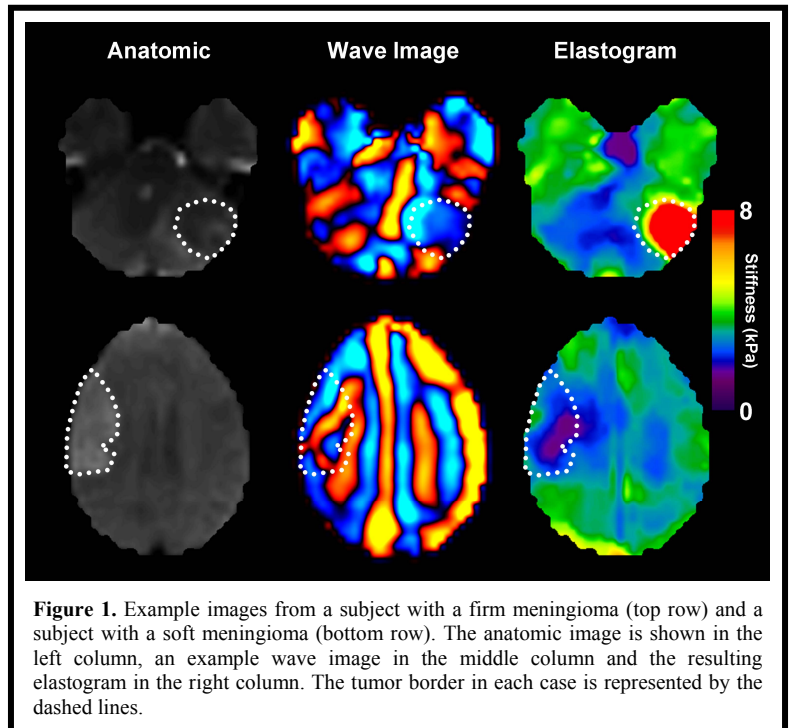 Anatomic Wave Image Elastogram
8
Stiffness (kPa)
0
Figure 1. Example images from a subject with a firm meningioma (top row) and a
subject with a soft meningioma (bottom row). The anatomic image is shown in the
left column, an example wave image in the middle column and the resulting
elastogram in the right column. The tumor border in each case is represented by the
dashed lines.